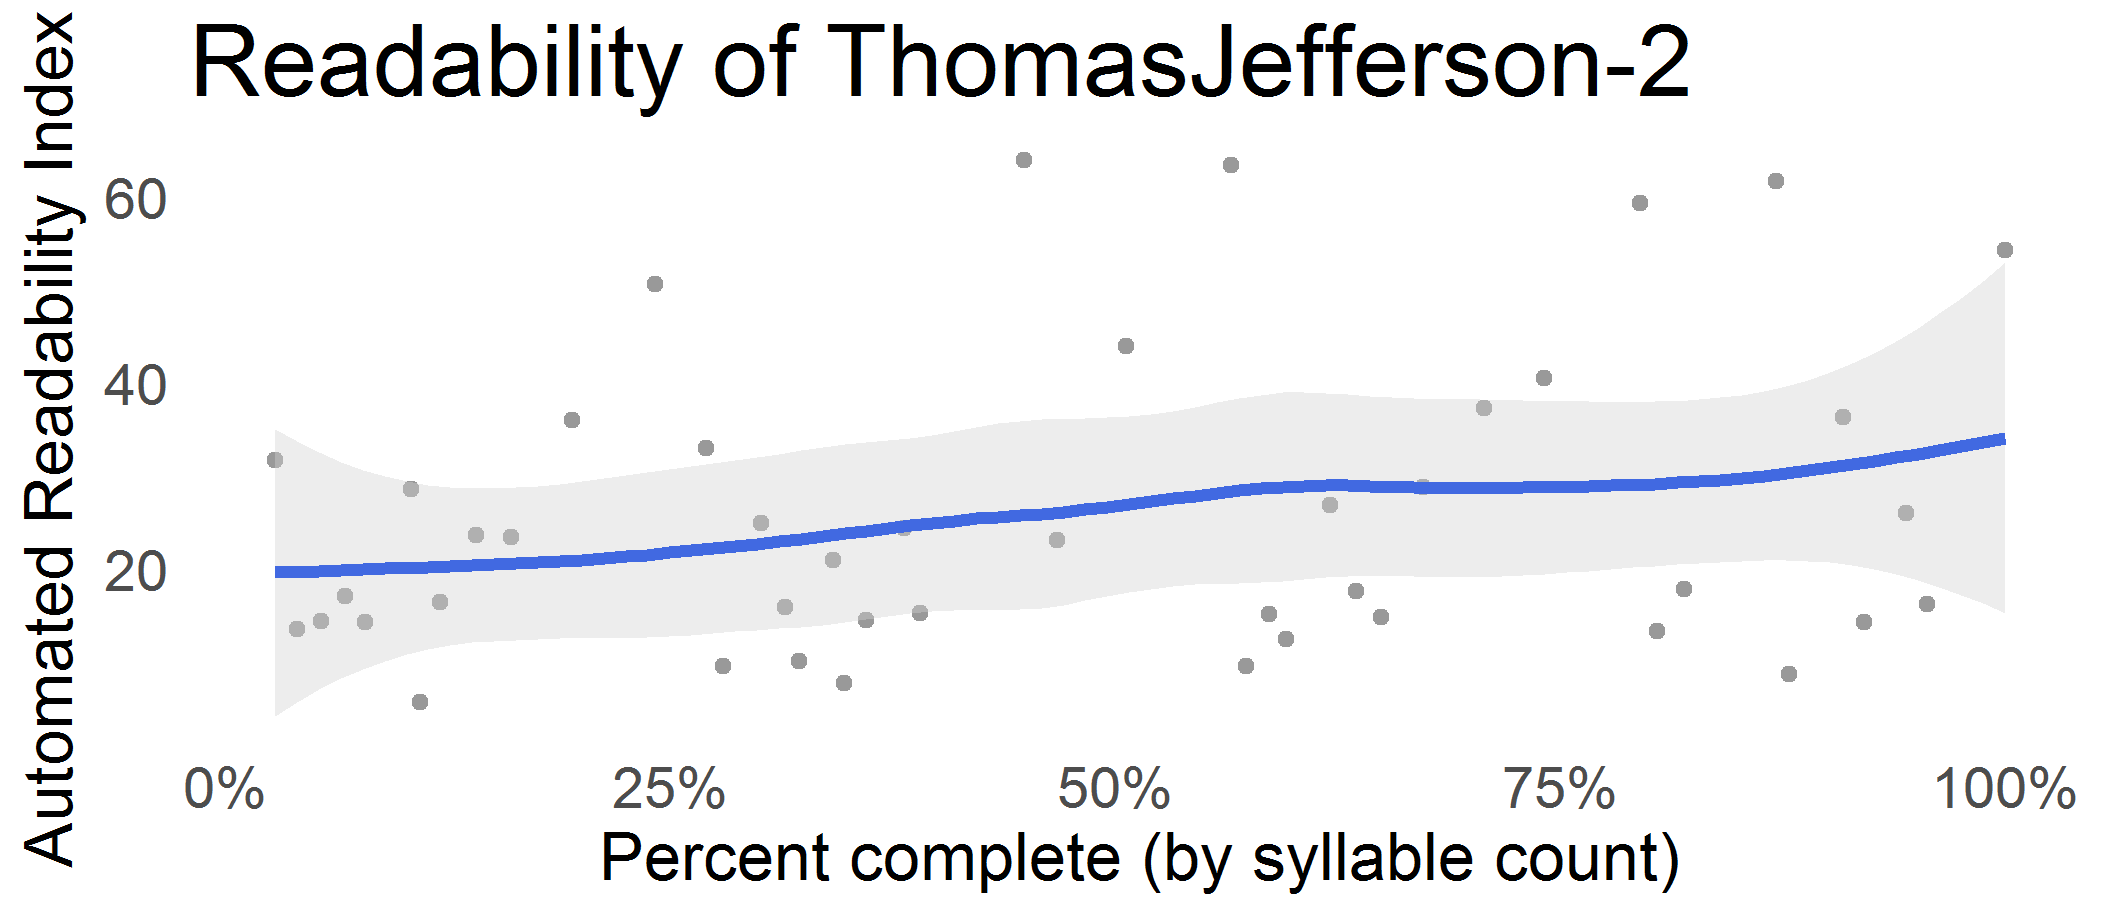 Readability of ThomasJefferson-2
Automated Readability Index
60
40
20
0% 25% 50% 75% 100%
Percent complete (by syllable count)